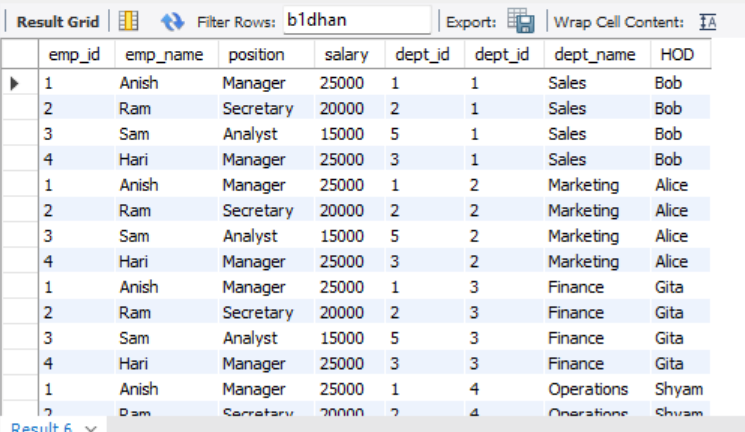 Result Grid Filter Rows: b1dhan Export: Wrap Cell Content: IA
emp_id emp_name position salary dept_id dept_id dept_name HOD
1 Anish Manager 25000 1 1 Sales Bob
2 Ram Secretary 20000 2 1 Sales Bob
3 Sam Analyst 15000 5 1 Sales Bob
4 Hari Manager 25000 3 1 Sales Bob
1 Anish Manager 25000 1 2 Marketing Alice
2 Ram Secretary 20000 2 2 Marketing Alice
3 Sam Analyst 15000 5 2 Marketing Alice
4 Hari Manager 25000 3 2 Marketing Alice
1 Anish Manager 25000 1 3 Finance Gita
2 Ram Secretary 20000 2 3 Finance Gita
3 Sam Analyst 15000 5 3 Finance Gita
4 Hari Manager 25000 3 3 Finance Gita
1 Anish Manager 25000 1 4 Operations Shyam
2 Ram Secretary 20000 2 4 Operations Shyam
Result 6